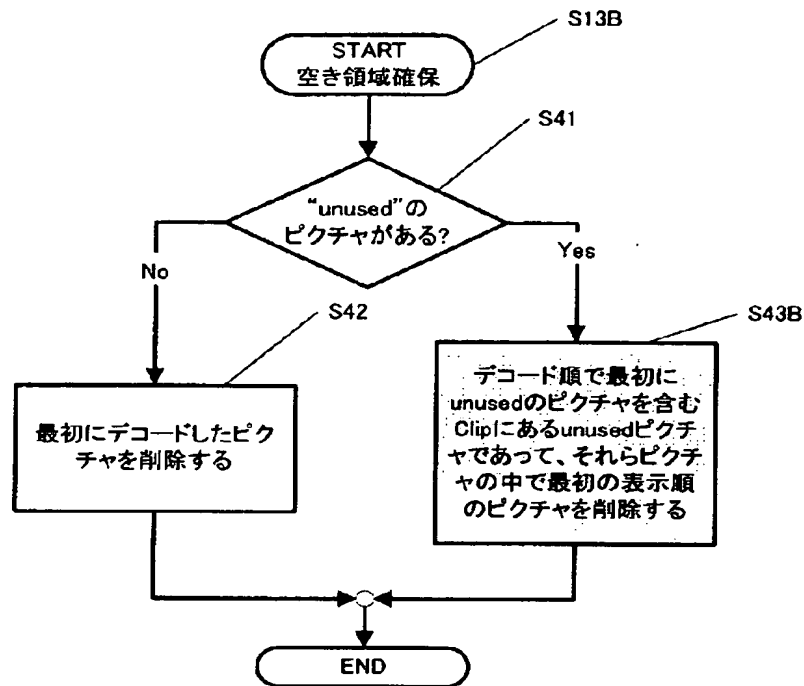 S13B
START
空き領域確保
S41
“unused”の
ピクチャがある?
No
Yes
S42
S43B
最初にデコードしたピク
チャを削除する
デコード順で最初に
unusedのピクチャを含む
Clipにあるunusedピクチ
ャであって、それらピクチ
ャの中で最初の表示順
のピクチャを削除する
END